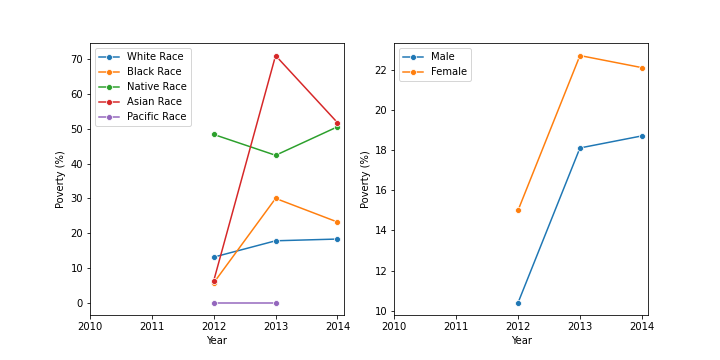 White Race
Black Race
Native Race
Asian Race
Pacific Race
70
60
50
40
30
20
10
0
Poverty (%)
2010 2011 2012 2013 2014
Year
Male
Female
22
20
18
16
14
12
10
Poverty (%)
2010 2011 2012 2013 2014
Year